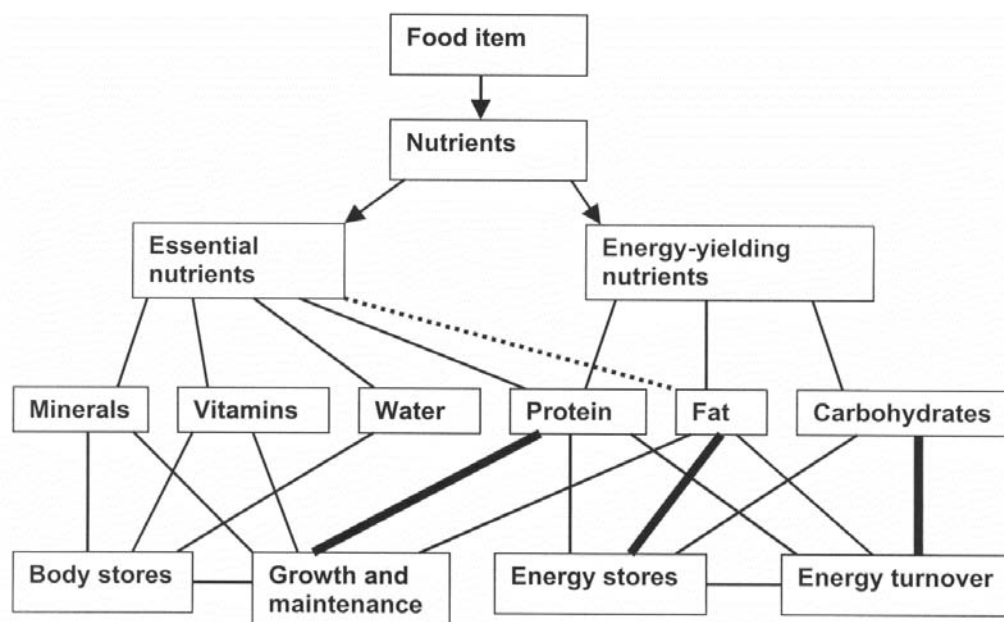 Food item
Nutrients
Essential
nutrients
Energy-yielding
nutrients
Minerals
Vitamins
Water
Protein
Fat
Carbohydrates
Body stores
Growth and
maintenance
Energy stores
Energy turnover